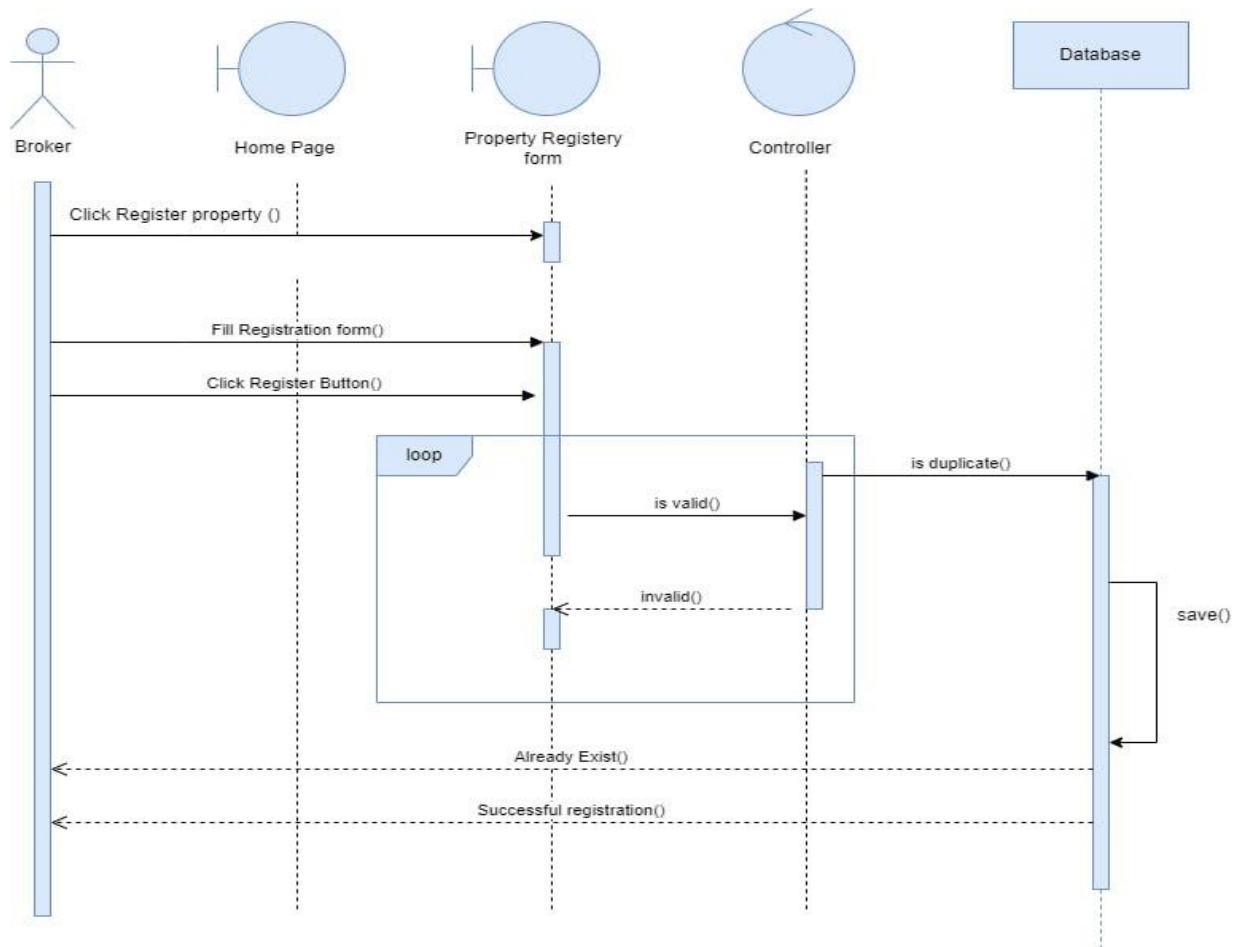 Database
Broker
Home Page
Property Registery
form
Controller
Click Register property ()
Fill Registration form()
Click Register Button()
loop
is duplicate()
is valid()
invalid()
save()
Already Exist()
Successful registration()